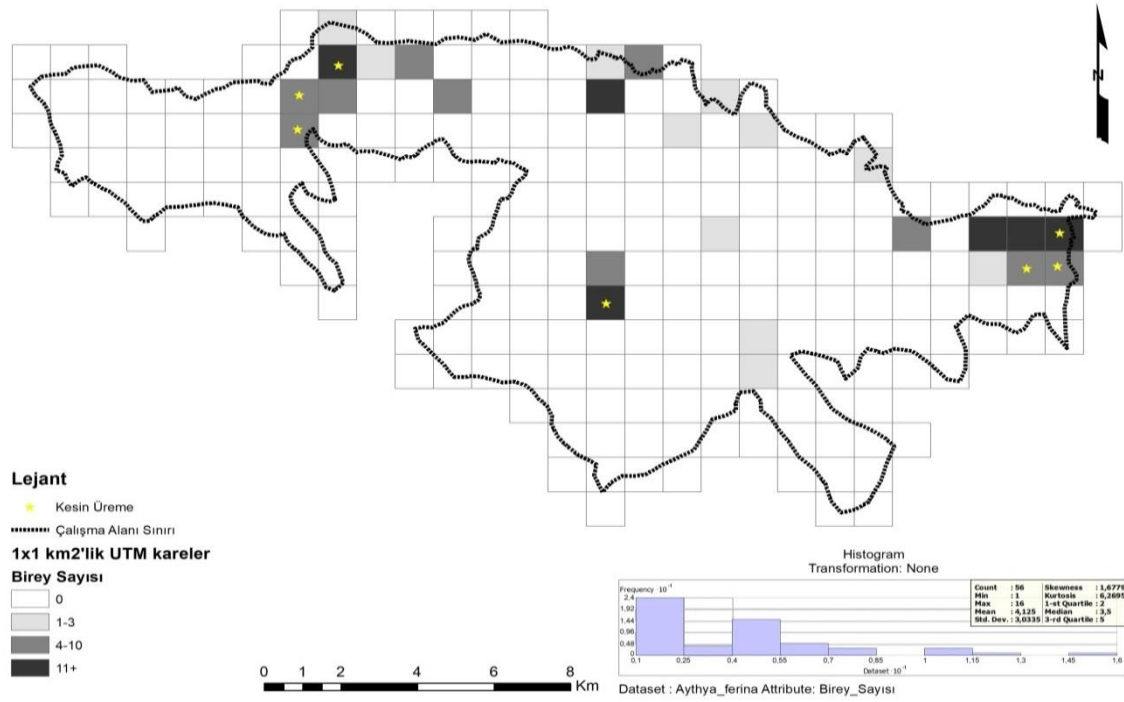 N
Lejant
Kesin Üreme
Çalışma Alanı Sınırı
1x1 km2'lik UTM kareler
Birey Sayısı
0
1-3
4-10
11+
0 1 2 4 6 8
Km
Histogram
Transformation: None
Frequency · 10⁻¹
2,4
1,92
1,44
0,96
0,48
0
0,1 0,25 0,4 0,55 0,7 0,85 1 1,15 1,3 1,45 1,6
Dataset · 10⁻¹
Count : 56 Skewness : 1,6779
Min : 1 Kurtosis : 6,2695
Max : 16 1-st Quartile : 2
Mean : 4,125 Median : 3,5
Std. Dev. : 3,0335 3-rd Quartile : 5
Dataset : Aythya_ferina Attribute: Birey_Sayısı